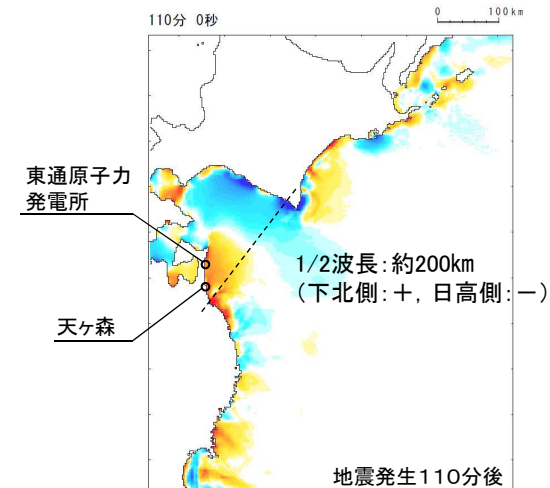 110分 0秒
0 100km
東通原子力
発電所
1/2波長:約200km
(下北側:+, 日高側:−)
天ヶ森
地震発生110分後